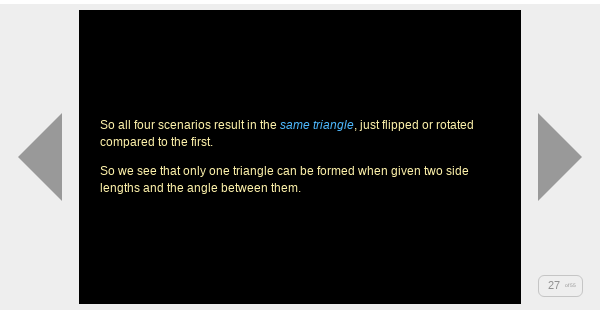 So all four scenarios result in the same triangle, just flipped or rotated
compared to the first.
So we see that only one triangle can be formed when given two side
lengths and the angle between them.
27